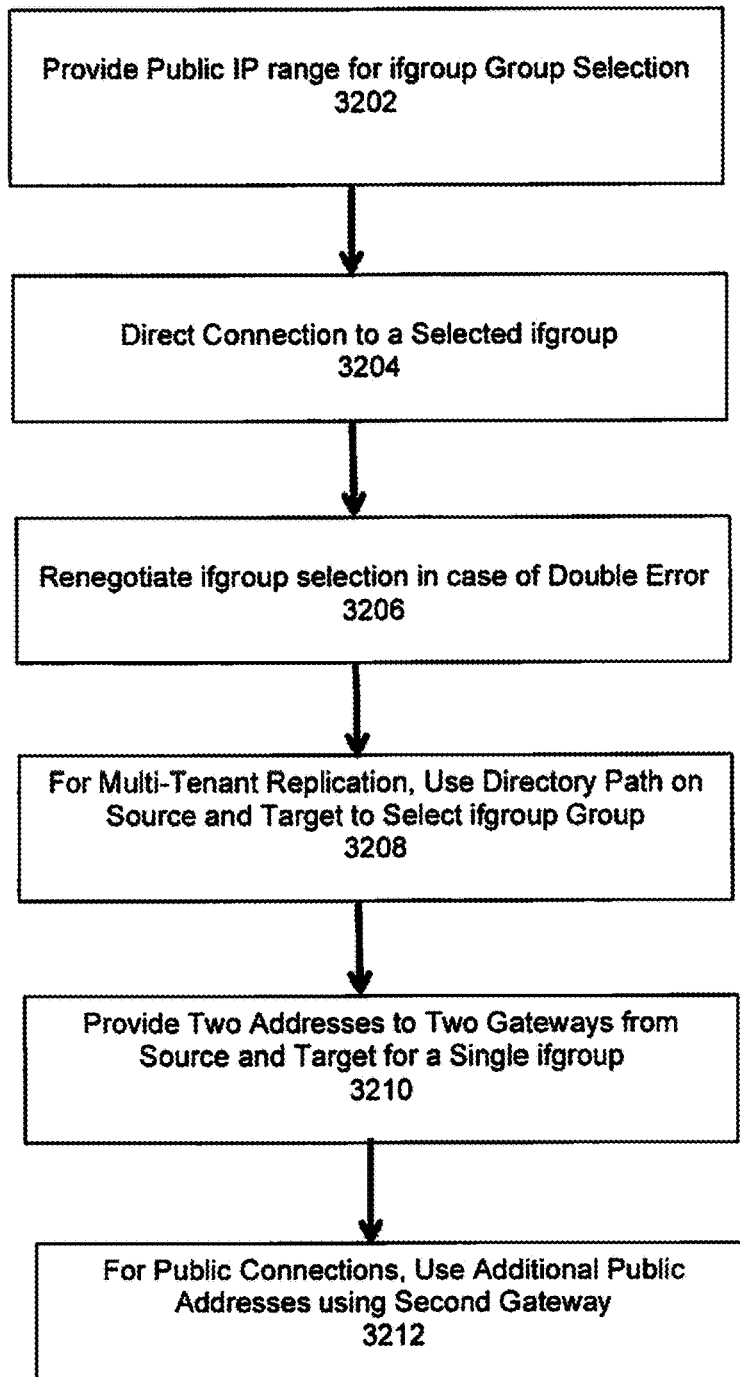 Provide Public IP range for ifgroup Group Selection
3202
Direct Connection to a Selected ifgroup
3204
Renegotiate ifgroup selection in case of Double Error
3206
For Multi-Tenant Replication, Use Directory Path on
Source and Target to Select ifgroup Group
3208
Provide Two Addresses to Two Gateways from
Source and Target for a Single ifgroup
3210
For Public Connections, Use Additional Public
Addresses using Second Gateway
3212